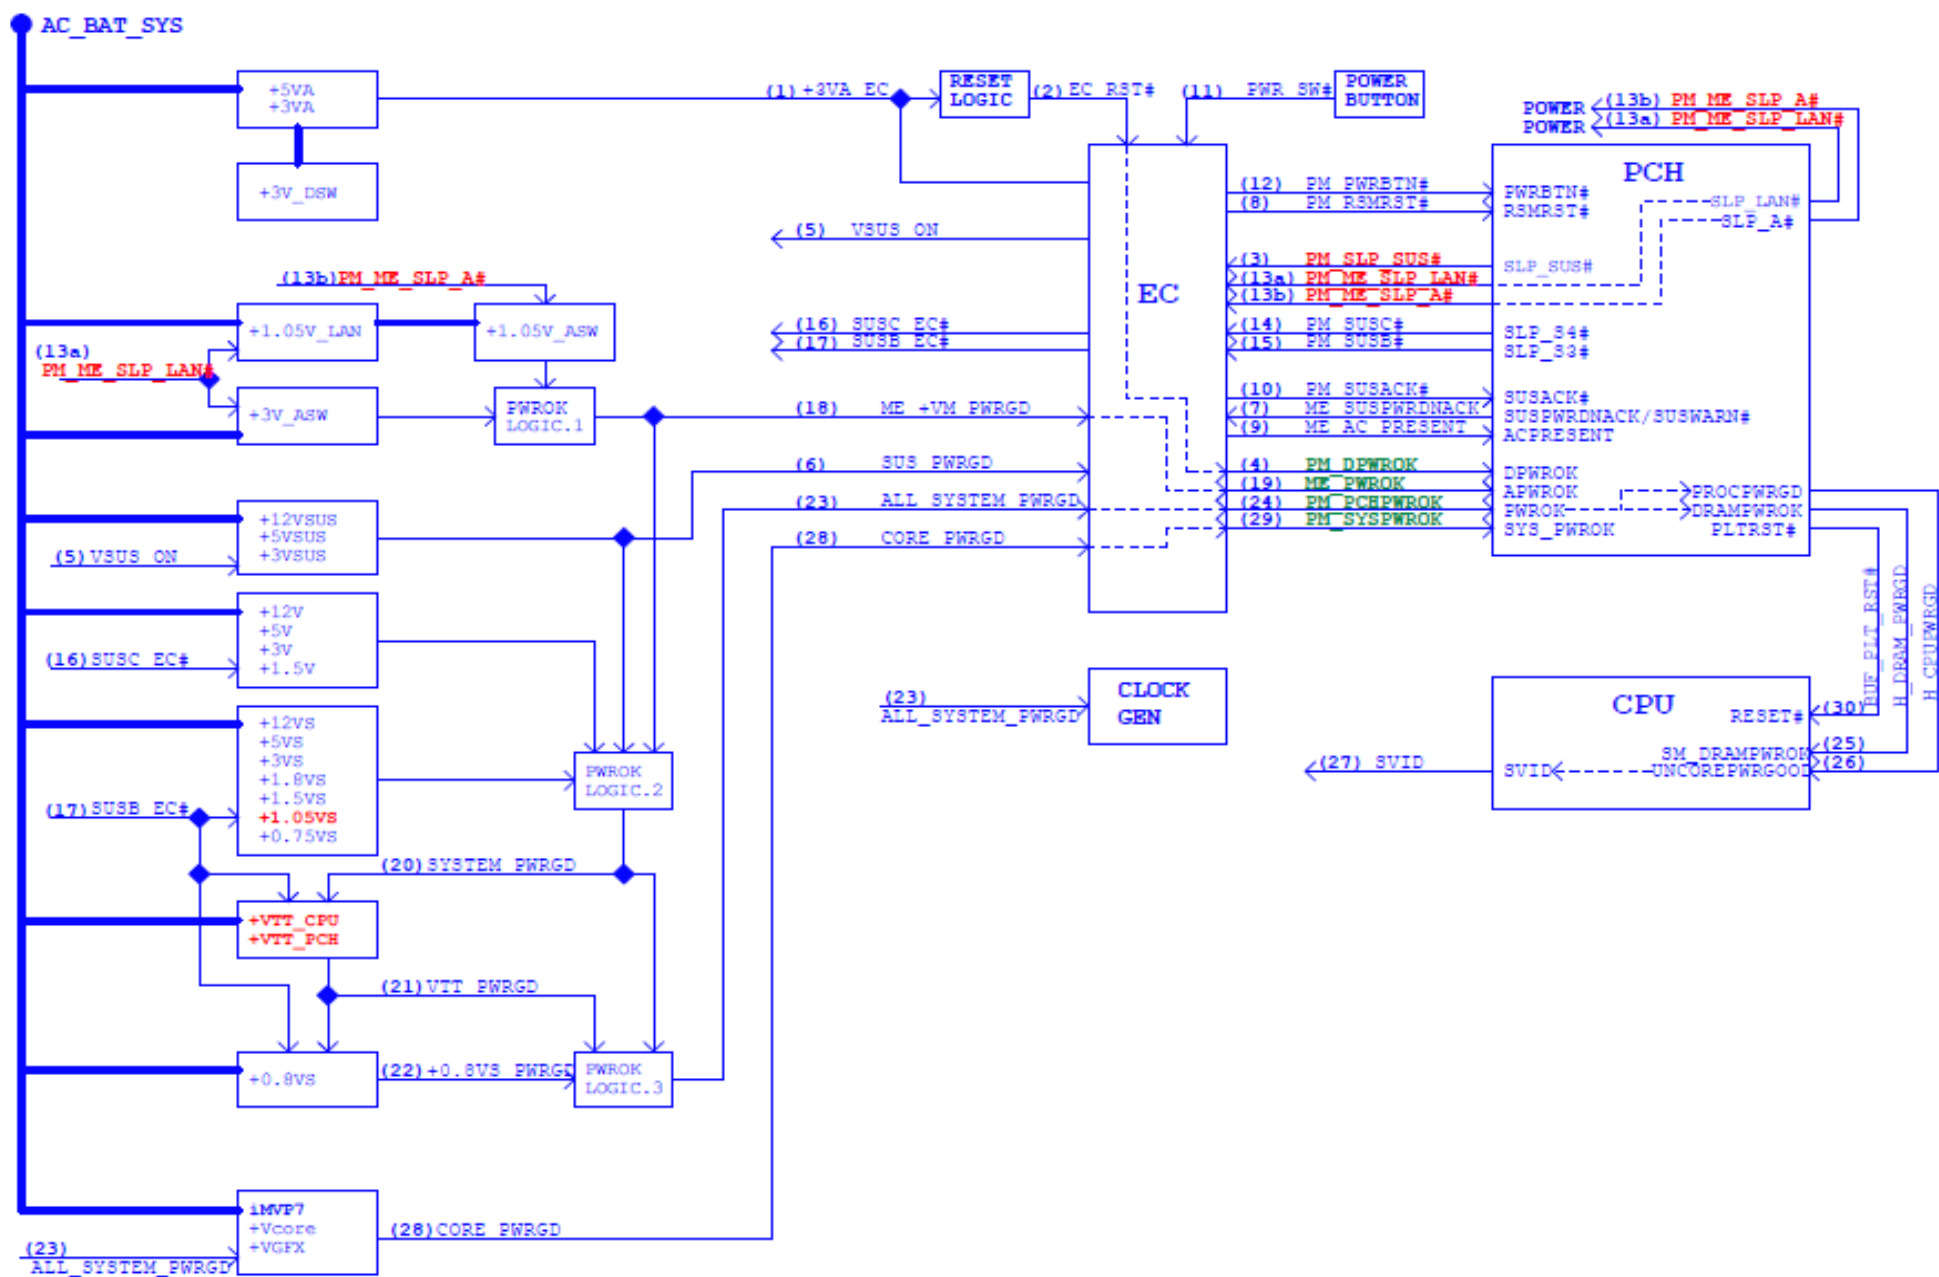 AC_BAT_SYS
+5VA
+3VA
+3V_DSW
(1) +3VA_EC
RESET
LOGIC
(2) EC_RST#
(11) PWR_SW#
POWER
BUTTON
POWER (13b) PM_ME_SLP_A#
POWER (13a) PM_ME_SLP_LAN#
PCH
EC
(12) PM_PWRBTN# PWRBTN#
(8) PM_RSMRST# RSMRST#
SLP_LAN#
SLP_A#
(5) VSUS_ON
(3) PM_SLP_SUS# SLP_SUS#
(13a) PM_ME_SLP_LAN#
(13b) PM_ME_SLP_A#
(16) SUSC_EC#
(17) SUSB_EC#
(14) PM_SUSC# SLP_S4#
(15) PM_SUSB# SLP_S3#
(10) PM_SUSACK# SUSACK#
(7) ME_SUSPWRDNACK SUSPWRDNACK/SUSWARN#
(9) ME_AC_PRESENT ACPRESENT
(4) PM_DPWROK DPWROK
(19) ME_PWROK APWROK
(24) PM_PCHPWROK PWROK
(29) PM_SYSPWROK SYS_PWROK
PROCPWRGD
DRAMPWROK
PLTRST#
(13b) PM_ME_SLP_A#
+1.05V_LAN
+1.05V_ASW
(13a)
PM_ME_SLP_LAN#
+3V_ASW
PWROK
LOGIC.1
(18) ME_+VM_PWRGD
(6) SUS_PWRGD
(23) ALL_SYSTEM_PWRGD
(28) CORE_PWRGD
+12VSUS
+5VSUS
+3VSUS
(5) VSUS_ON
+12V
+5V
+3V
+1.5V
(16) SUSC_EC#
+12VS
+5VS
+3VS
+1.8VS
+1.5VS
+1.05VS
+0.75VS
(17) SUSB_EC#
PWROK
LOGIC.2
(20) SYSTEM_PWRGD
+VTT_CPU
+VTT_PCH
(21) VTT_PWRGD
+0.8VS
(22) +0.8VS_PWRGD
PWROK
LOGIC.3
iMVP7
+Vcore
+VGFX
(28) CORE_PWRGD
(23)
ALL_SYSTEM_PWRGD
(23)
ALL_SYSTEM_PWRGD
CLOCK
GEN
BUF_PLT_RST#
H_DRAM_PWRGD
H_CPUPWRGD
CPU
RESET# (30)
SM_DRAMPWROK (25)
UNCOREPWRGOOD (26)
(27) SVID SVID